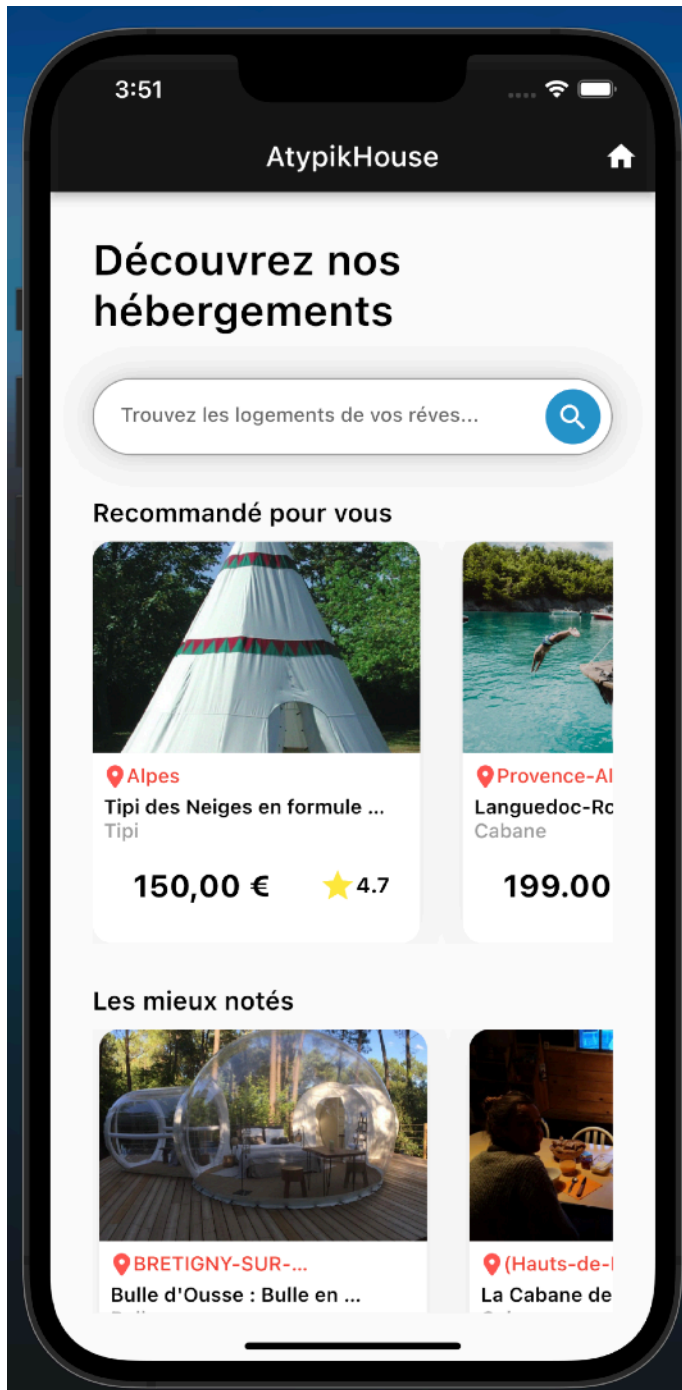 3:51
AtypikHouse
Découvrez nos
hébergements
Trouvez les logements de vos réves...
Recommandé pour vous
Alpes
Provence-Al
Tipi des Neiges en formule ...
Languedoc-Ro
Tipi
Cabane
150,00 €
4.7
199.00
Les mieux notés
BRETIGNY-SUR-...
(Hauts-de-
Bulle d'Ousse : Bulle en ...
La Cabane de